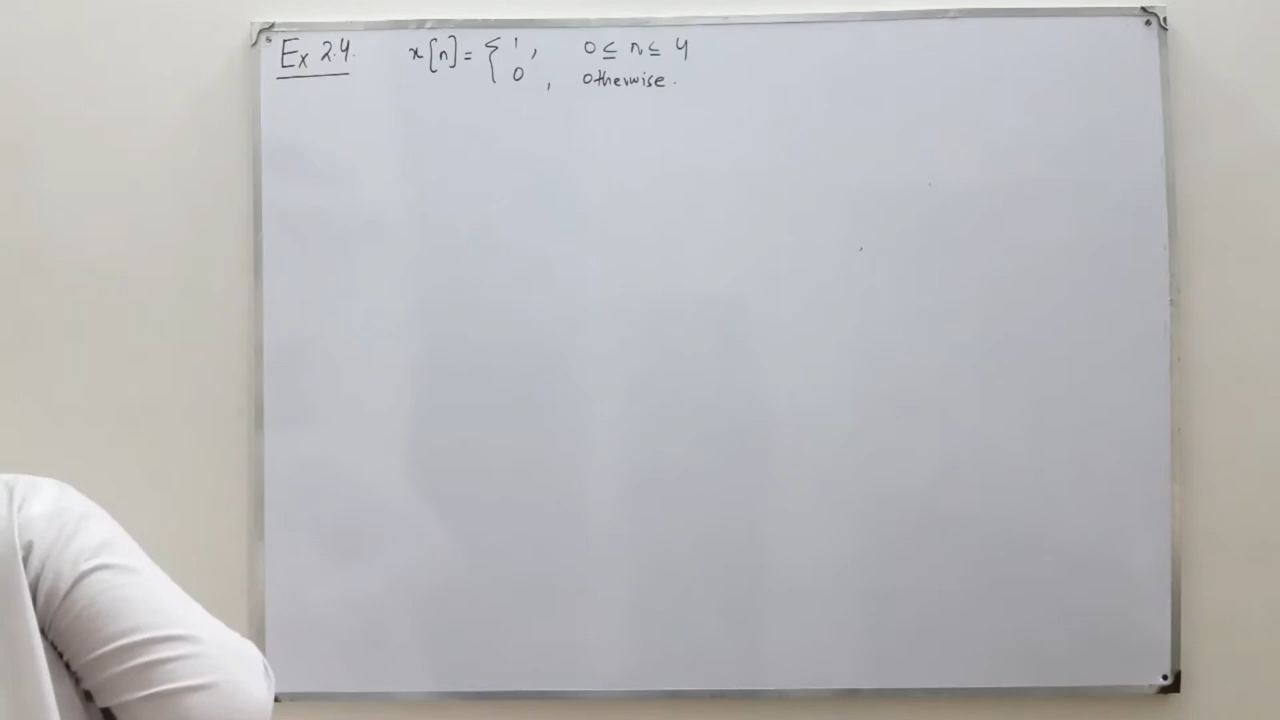 Ex 2.4. x[n] = { 1, 0 ≤ n ≤ 4
0, otherwise.